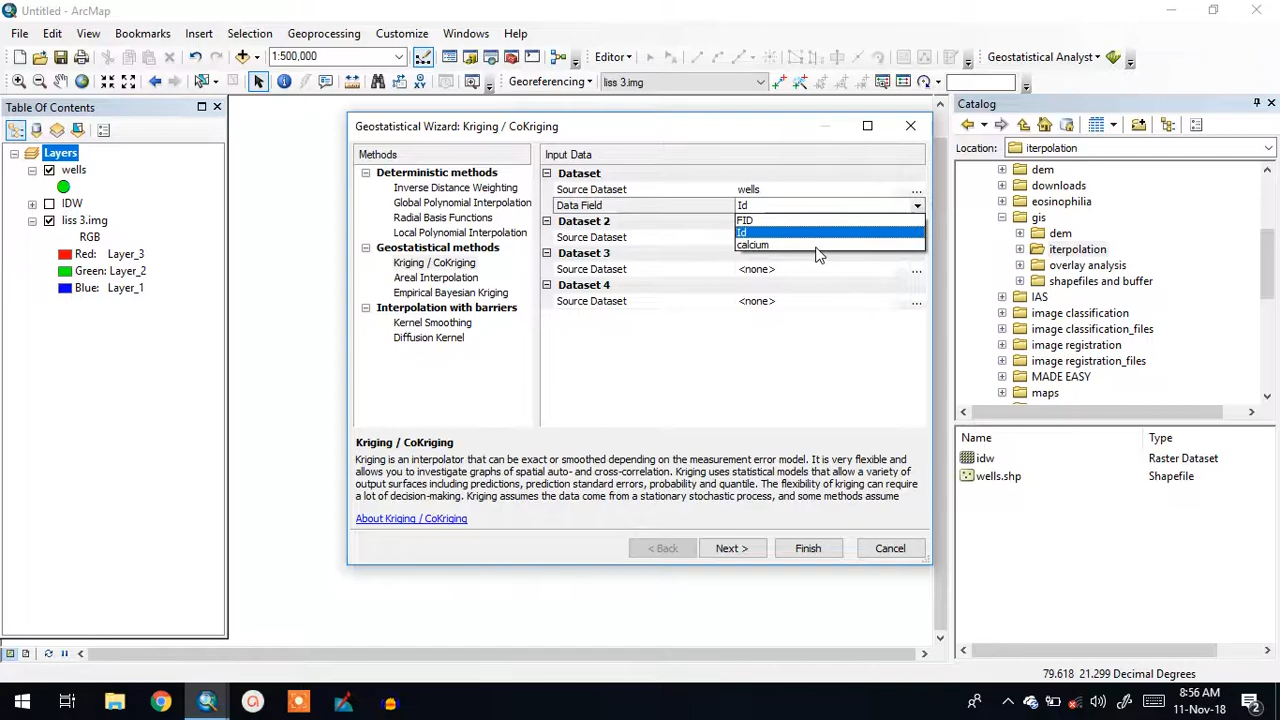 Untitled - ArcMap
File Edit View Bookmarks Insert Selection Geoprocessing Customize Windows Help
1:500,000 Editor Geostatistical Analyst
Georeferencing liss 3.img
Table Of Contents
Layers
wells
IDW
liss 3.img
RGB
Red: Layer_3
Green: Layer_2
Blue: Layer_1
Geostatistical Wizard: Kriging / CoKriging
Methods
Deterministic methods
Inverse Distance Weighting
Global Polynomial Interpolation
Radial Basis Functions
Local Polynomial Interpolation
Geostatistical methods
Kriging / CoKriging
Areal Interpolation
Empirical Bayesian Kriging
Interpolation with barriers
Kernel Smoothing
Diffusion Kernel
Input Data
Dataset
Source Dataset wells ...
Data Field Id
FID
Id
calcium
Dataset 2
Source Dataset
Dataset 3
Source Dataset <none> ...
Dataset 4
Source Dataset <none> ...
Kriging / CoKriging
Kriging is an interpolator that can be exact or smoothed depending on the measurement error model. It is very flexible and
allows you to investigate graphs of spatial auto- and cross-correlation. Kriging uses statistical models that allow a variety of
output surfaces including predictions, prediction standard errors, probability and quantile. The flexibility of kriging can require
a lot of decision-making. Kriging assumes the data come from a stationary stochastic process, and some methods assume
About Kriging / CoKriging
< Back Next > Finish Cancel
Catalog
Location: iterpolation
dem
downloads
eosinophilia
gis
dem
iterpolation
overlay analysis
shapefiles and buffer
IAS
image classification
image classification_files
image registration
image registration_files
MADE EASY
maps
Name Type
idw Raster Dataset
wells.shp Shapefile
79.618 21.299 Decimal Degrees
8:56 AM
11-Nov-18
2